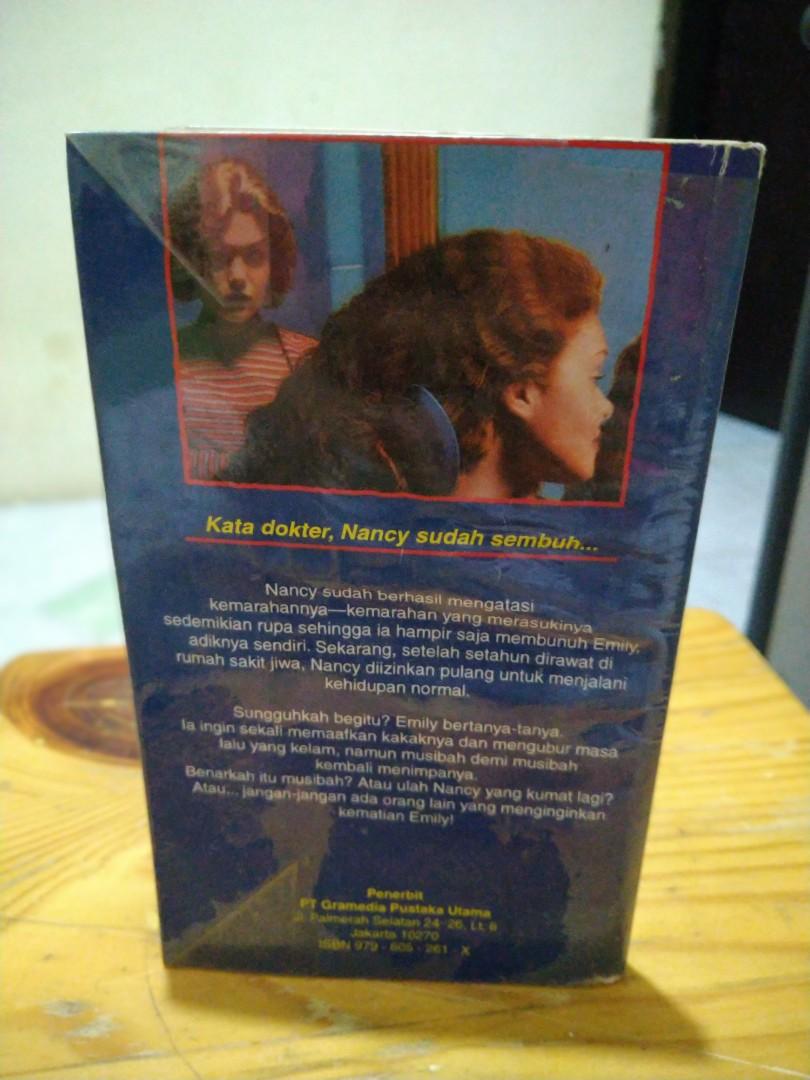 Kata dokter, Nancy sudah sembuh...
Nancy sudah berhasil mengatasi
kemarahannya—kemarahan yang merasukinya
sedemikian rupa sehingga ia hampir saja membunuh Emily,
adiknya sendiri. Sekarang, setelah setahun dirawat di
rumah sakit jiwa, Nancy diizinkan pulang untuk menjalani
kehidupan normal.
Sungguhkah begitu? Emily bertanya-tanya.
Ia ingin sekali memaafkan kakaknya dan mengubur masa
lalu yang kelam, namun musibah demi musibah
kembali menimpanya.
Benarkah itu musibah? Atau ulah Nancy yang kumat lagi?
Atau... jangan-jangan ada orang lain yang menginginkan
kematian Emily!
Penerbit
PT Gramedia Pustaka Utama
Jl. Palmerah Selatan 24-26, Lt. 6
Jakarta 10270
ISBN 979 - 605 - 261 - X